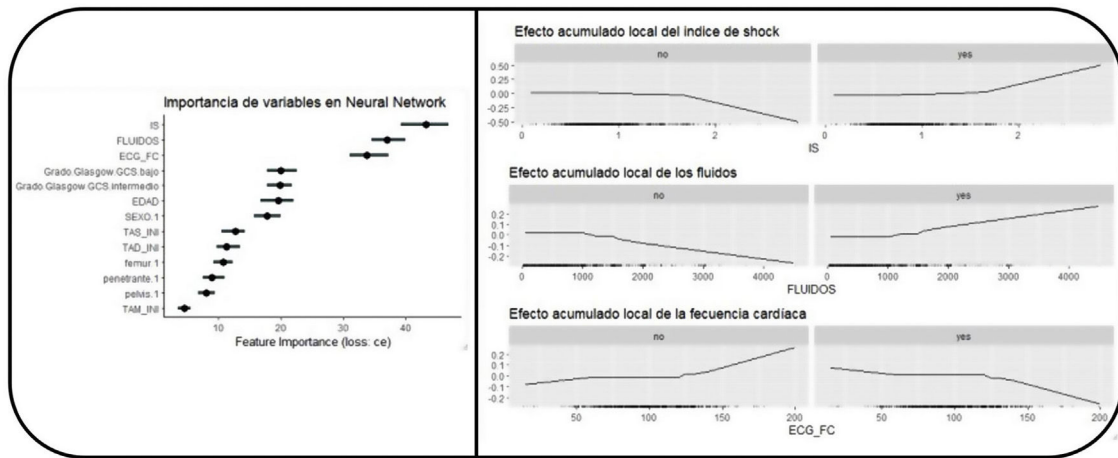 Importancia de variables en Neural Network
IS
FLUIDOS
ECG_FC
Grado.Glasgow.GCS.bajo
Grado.Glasgow.GCS.intermedio
EDAD
SEXO.1
TAS_INI
TAD_INI
femur.1
penetrante.1
pelvis.1
TAM_INI
10 20 30 40
Feature Importance (loss: ce)
Efecto acumulado local del indice de shock
no yes
0.50
0.25
0.00
-0.25
-0.50
0 1 2 0 1 2
IS
Efecto acumulado local de los fluidos
no yes
0.2
0.1
0.0
-0.1
-0.2
0 1000 2000 3000 4000 0 1000 2000 3000 4000
FLUIDOS
Efecto acumulado local de la fecuencia cardíaca
no yes
0.2
0.1
0.0
-0.1
-0.2
50 100 150 200 50 100 150 200
ECG_FC